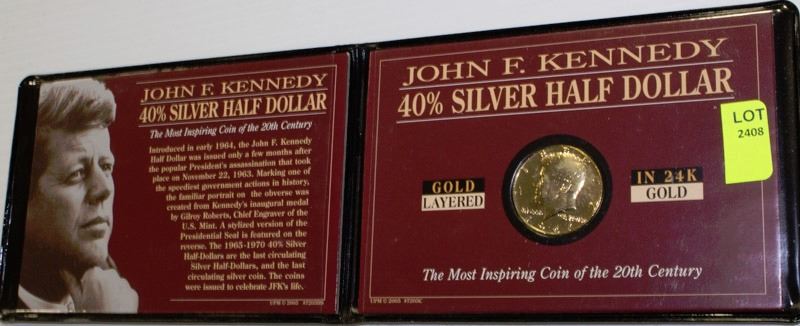 JOHN F. KENNEDY
40% SILVER HALF DOLLAR
The Most Inspiring Coin of the 20th Century
Introduced in early 1964, the John F. Kennedy
Half Dollar was issued only a few months after
the popular President's assassination that took
place on November 22, 1963. Marking one of
the speediest government actions in history,
the familiar portrait on the obverse was
created from Kennedy's inaugural medal
by Gilroy Roberts, Chief Engraver of the
U.S. Mint. A stylized version of the
Presidential Seal is featured on the
reverse. The 1965-1970 40% Silver
Half-Dollars are the last circulating
Silver Half-Dollars, and the last
circulating silver coin. The coins
were issued to celebrate JFK's life.
UPM © 2005
JOHN F. KENNEDY
40% SILVER HALF DOLLAR
GOLD
LAYERED
IN 24K
GOLD
The Most Inspiring Coin of the 20th Century
UPM © 2005
LOT
2408